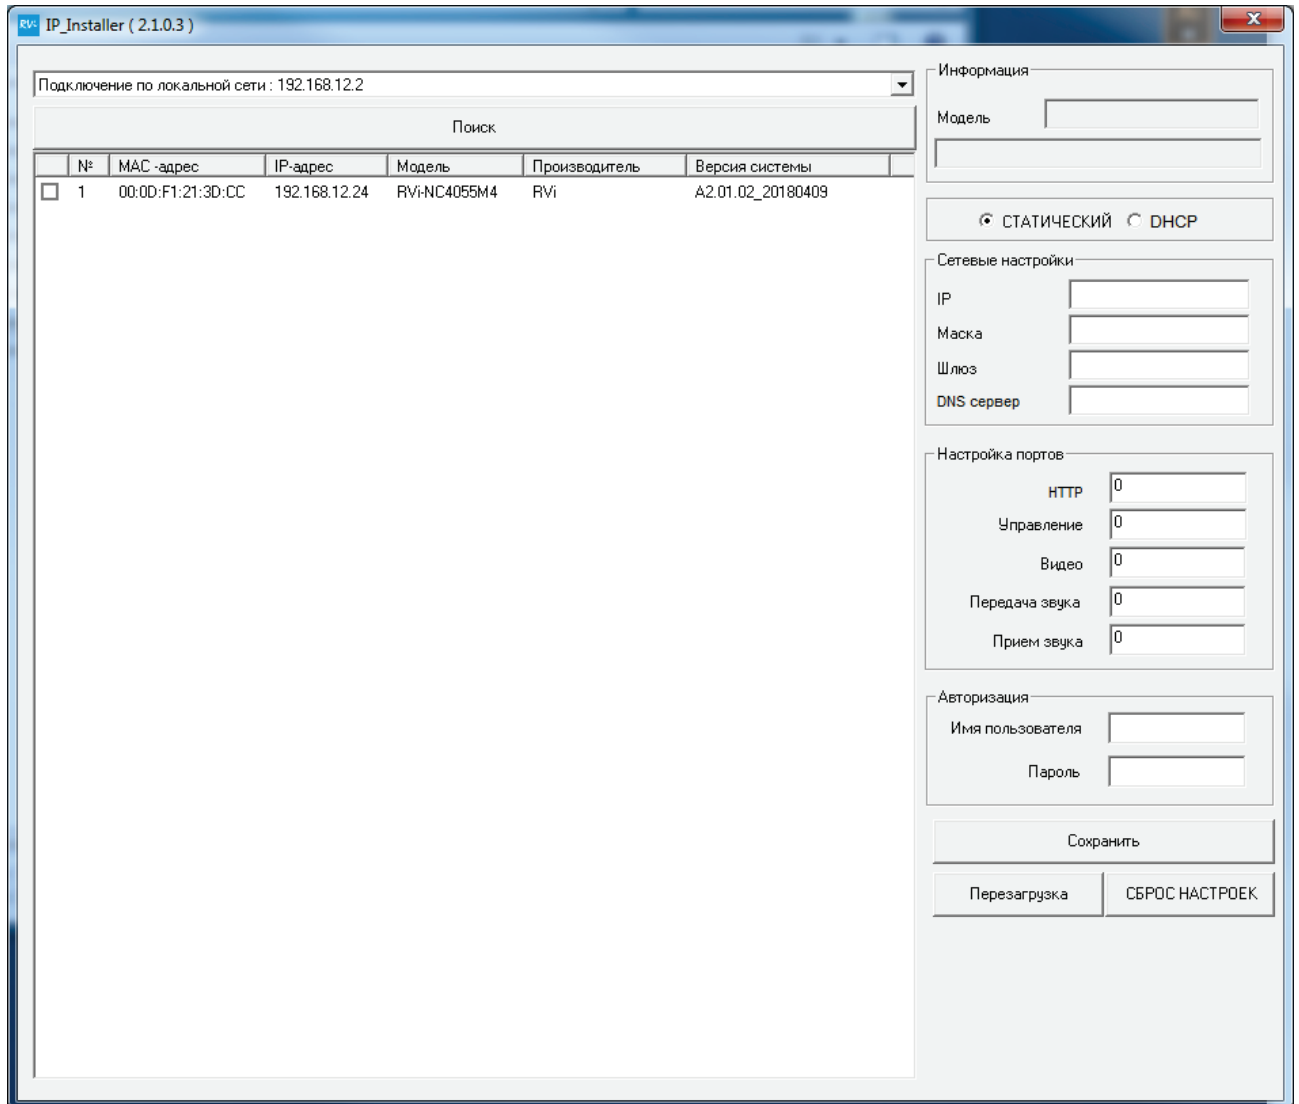 RVi IP_Installer ( 2.1.0.3 )
Подключение по локальной сети : 192.168.12.2
Поиск
№ MAC -адрес IP-адрес Модель Производитель Версия системы
1 00:0D:F1:21:3D:CC 192.168.12.24 RVi-NC4055M4 RVi A2.01.02_20180409
Информация
Модель
СТАТИЧЕСКИЙ DHCP
Сетевые настройки
IP
Маска
Шлюз
DNS сервер
Настройка портов
HTTP 0
Управление 0
Видео 0
Передача звука 0
Прием звука 0
Авторизация
Имя пользователя
Пароль
Сохранить
Перезагрузка СБРОС НАСТРОЕК